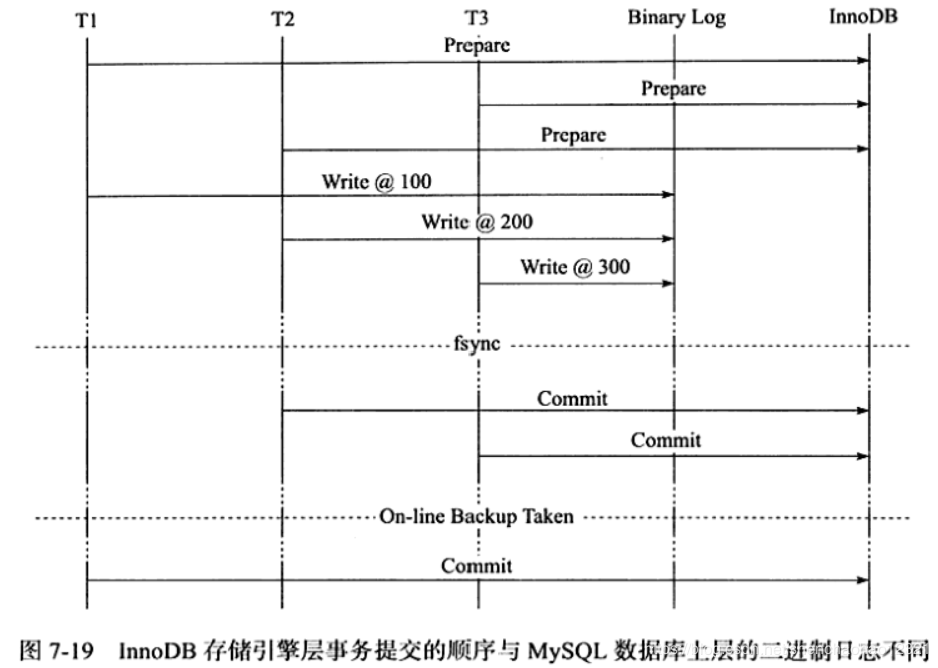 T1 T2 T3 Binary Log InnoDB
Prepare
Prepare
Prepare
Write @ 100
Write @ 200
Write @ 300
fsync
Commit
Commit
On-line Backup Taken
Commit
图 7-19 InnoDB 存储引擎层事务提交的顺序与 MySQL 数据库上层的二进制日志不同